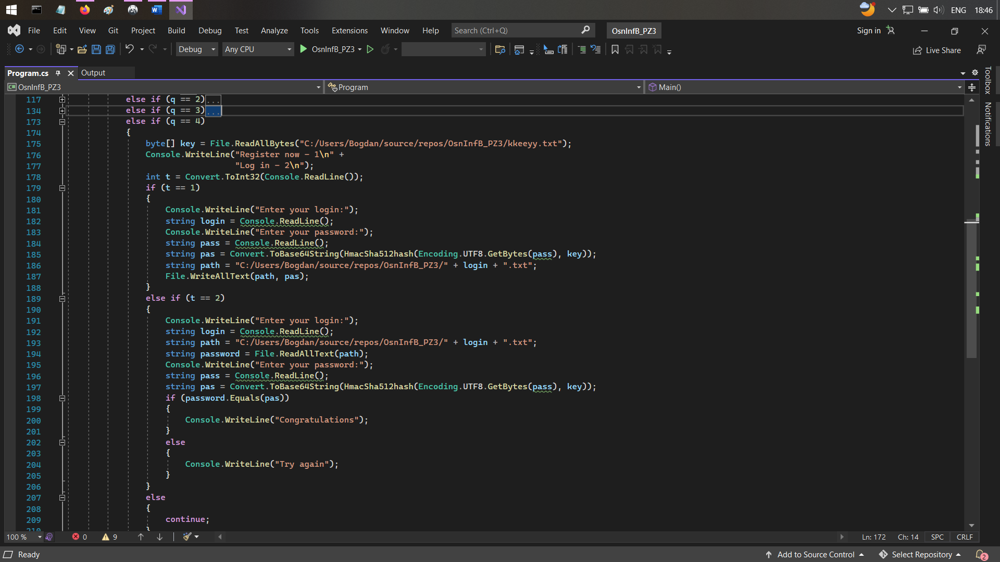 ENG 18:46
File Edit View Git Project Build Debug Test Analyze Tools Extensions Window Help Search (Ctrl+Q) OsnInfB_PZ3 Sign in
Debug Any CPU OsnInfB_PZ3 Live Share
Program.cs Output
OsnInfB_PZ3 Program Main()
Toolbox
Notifications
117 else if (q == 2)...
134 else if (q == 3)...
173 else if (q == 4)
174 {
175 byte[] key = File.ReadAllBytes("C:/Users/Bogdan/source/repos/OsnInfB_PZ3/kkeeyy.txt");
176 Console.WriteLine("Register now - 1\n" +
177 "Log in - 2\n");
178 int t = Convert.ToInt32(Console.ReadLine());
179 if (t == 1)
180 {
181 Console.WriteLine("Enter your login:");
182 string login = Console.ReadLine();
183 Console.WriteLine("Enter your password:");
184 string pass = Console.ReadLine();
185 string pas = Convert.ToBase64String(HmacSha512hash(Encoding.UTF8.GetBytes(pass), key));
186 string path = "C:/Users/Bogdan/source/repos/OsnInfB_PZ3/" + login + ".txt";
187 File.WriteAllText(path, pas);
188 }
189 else if (t == 2)
190 {
191 Console.WriteLine("Enter your login:");
192 string login = Console.ReadLine();
193 string path = "C:/Users/Bogdan/source/repos/OsnInfB_PZ3/" + login + ".txt";
194 string password = File.ReadAllText(path);
195 Console.WriteLine("Enter your password:");
196 string pass = Console.ReadLine();
197 string pas = Convert.ToBase64String(HmacSha512hash(Encoding.UTF8.GetBytes(pass), key));
198 if (password.Equals(pas))
199 {
200 Console.WriteLine("Congratulations");
201 }
202 else
203 {
204 Console.WriteLine("Try again");
205 }
206 }
207 else
208 {
209 continue;
210 }
100 % 0 9 Ln: 172 Ch: 14 SPC CRLF
Ready Add to Source Control Select Repository 2